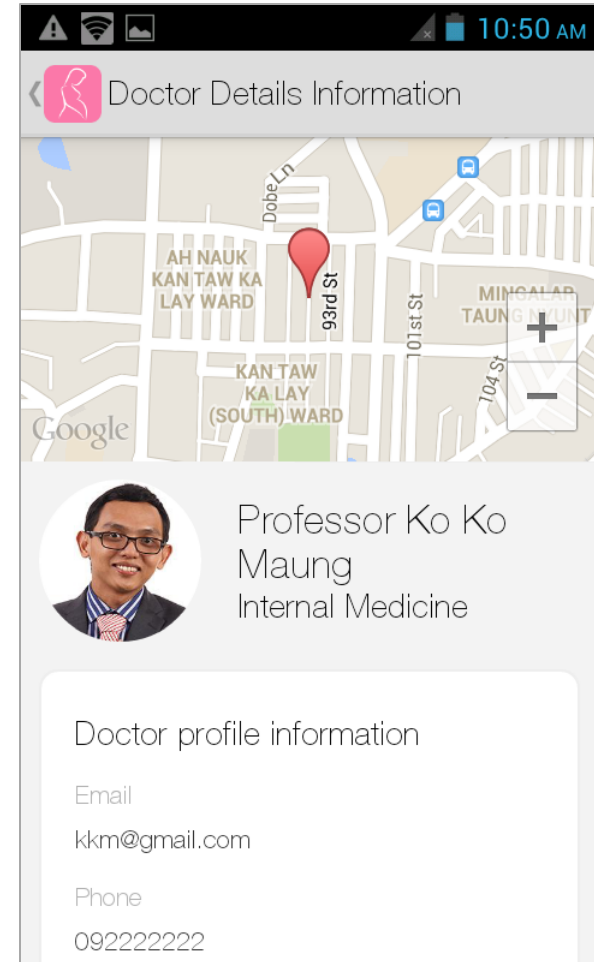 10:50 AM
Doctor Details Information
Dobe Ln
AH NAUK
KAN TAW KA
LAY WARD
93rd St
101st St
MINGALAR
TAUNG NYUNT
+
KAN TAW
KA LAY
(SOUTH) WARD
104 St
−
Google
Professor Ko Ko
Maung
Internal Medicine
Doctor profile information
Email
kkm@gmail.com
Phone
092222222